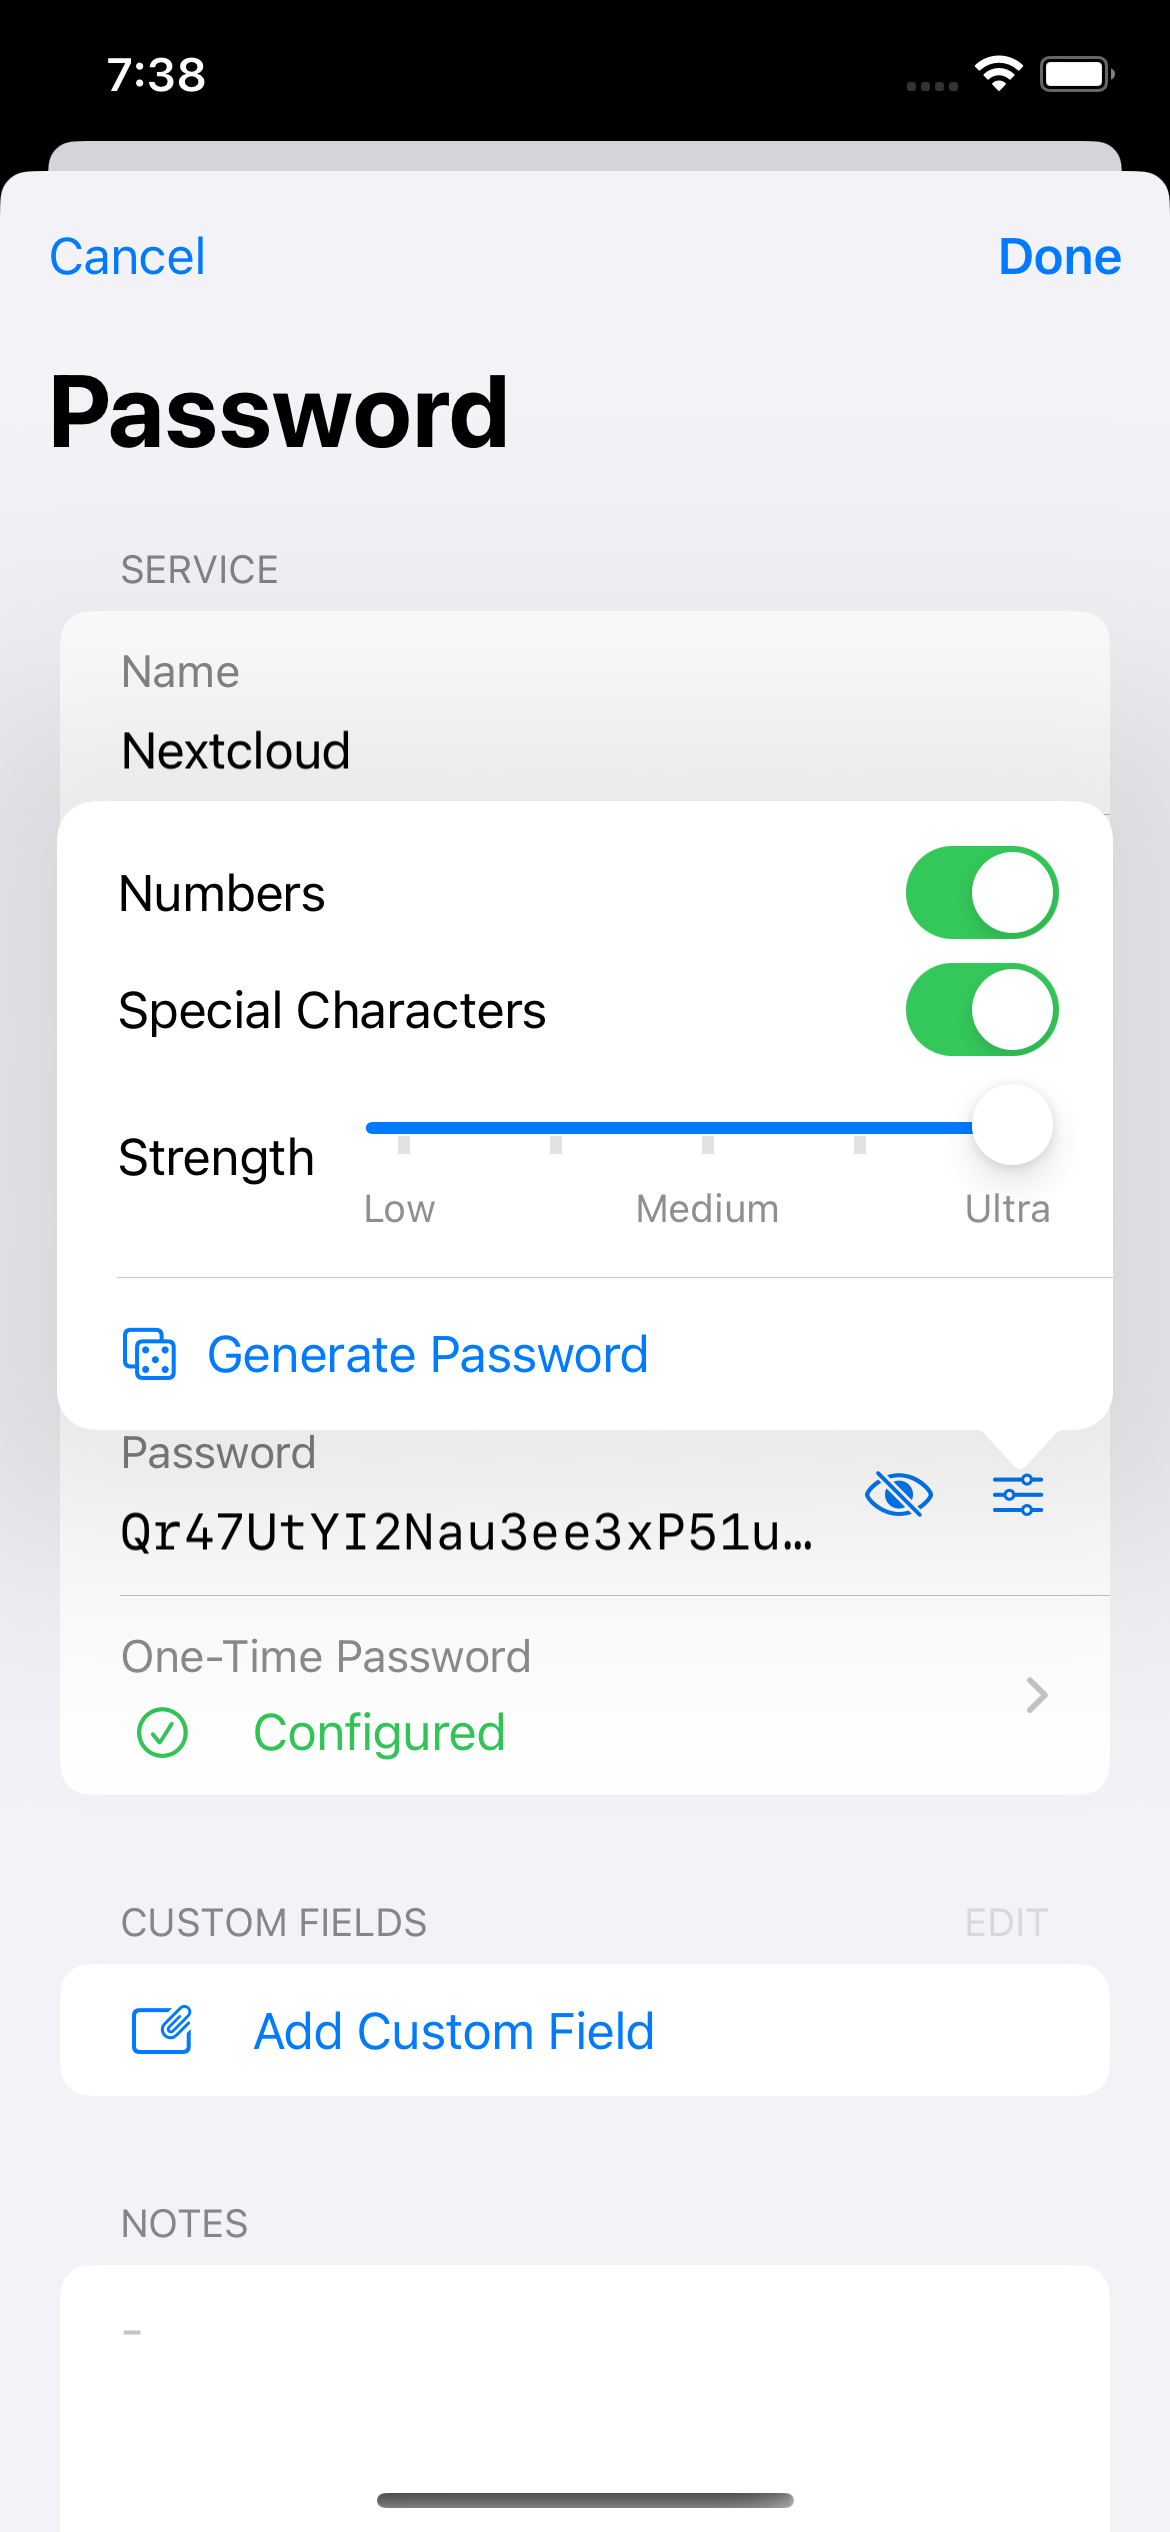 7:38
Cancel
Done
Password
SERVICE
Name
Nextcloud
Numbers
Special Characters
Strength
Low
Medium
Ultra
Generate Password
Password
Qr47UtYI2Nau3ee3xP51u…
One-Time Password
Configured
CUSTOM FIELDS
EDIT
Add Custom Field
NOTES
-